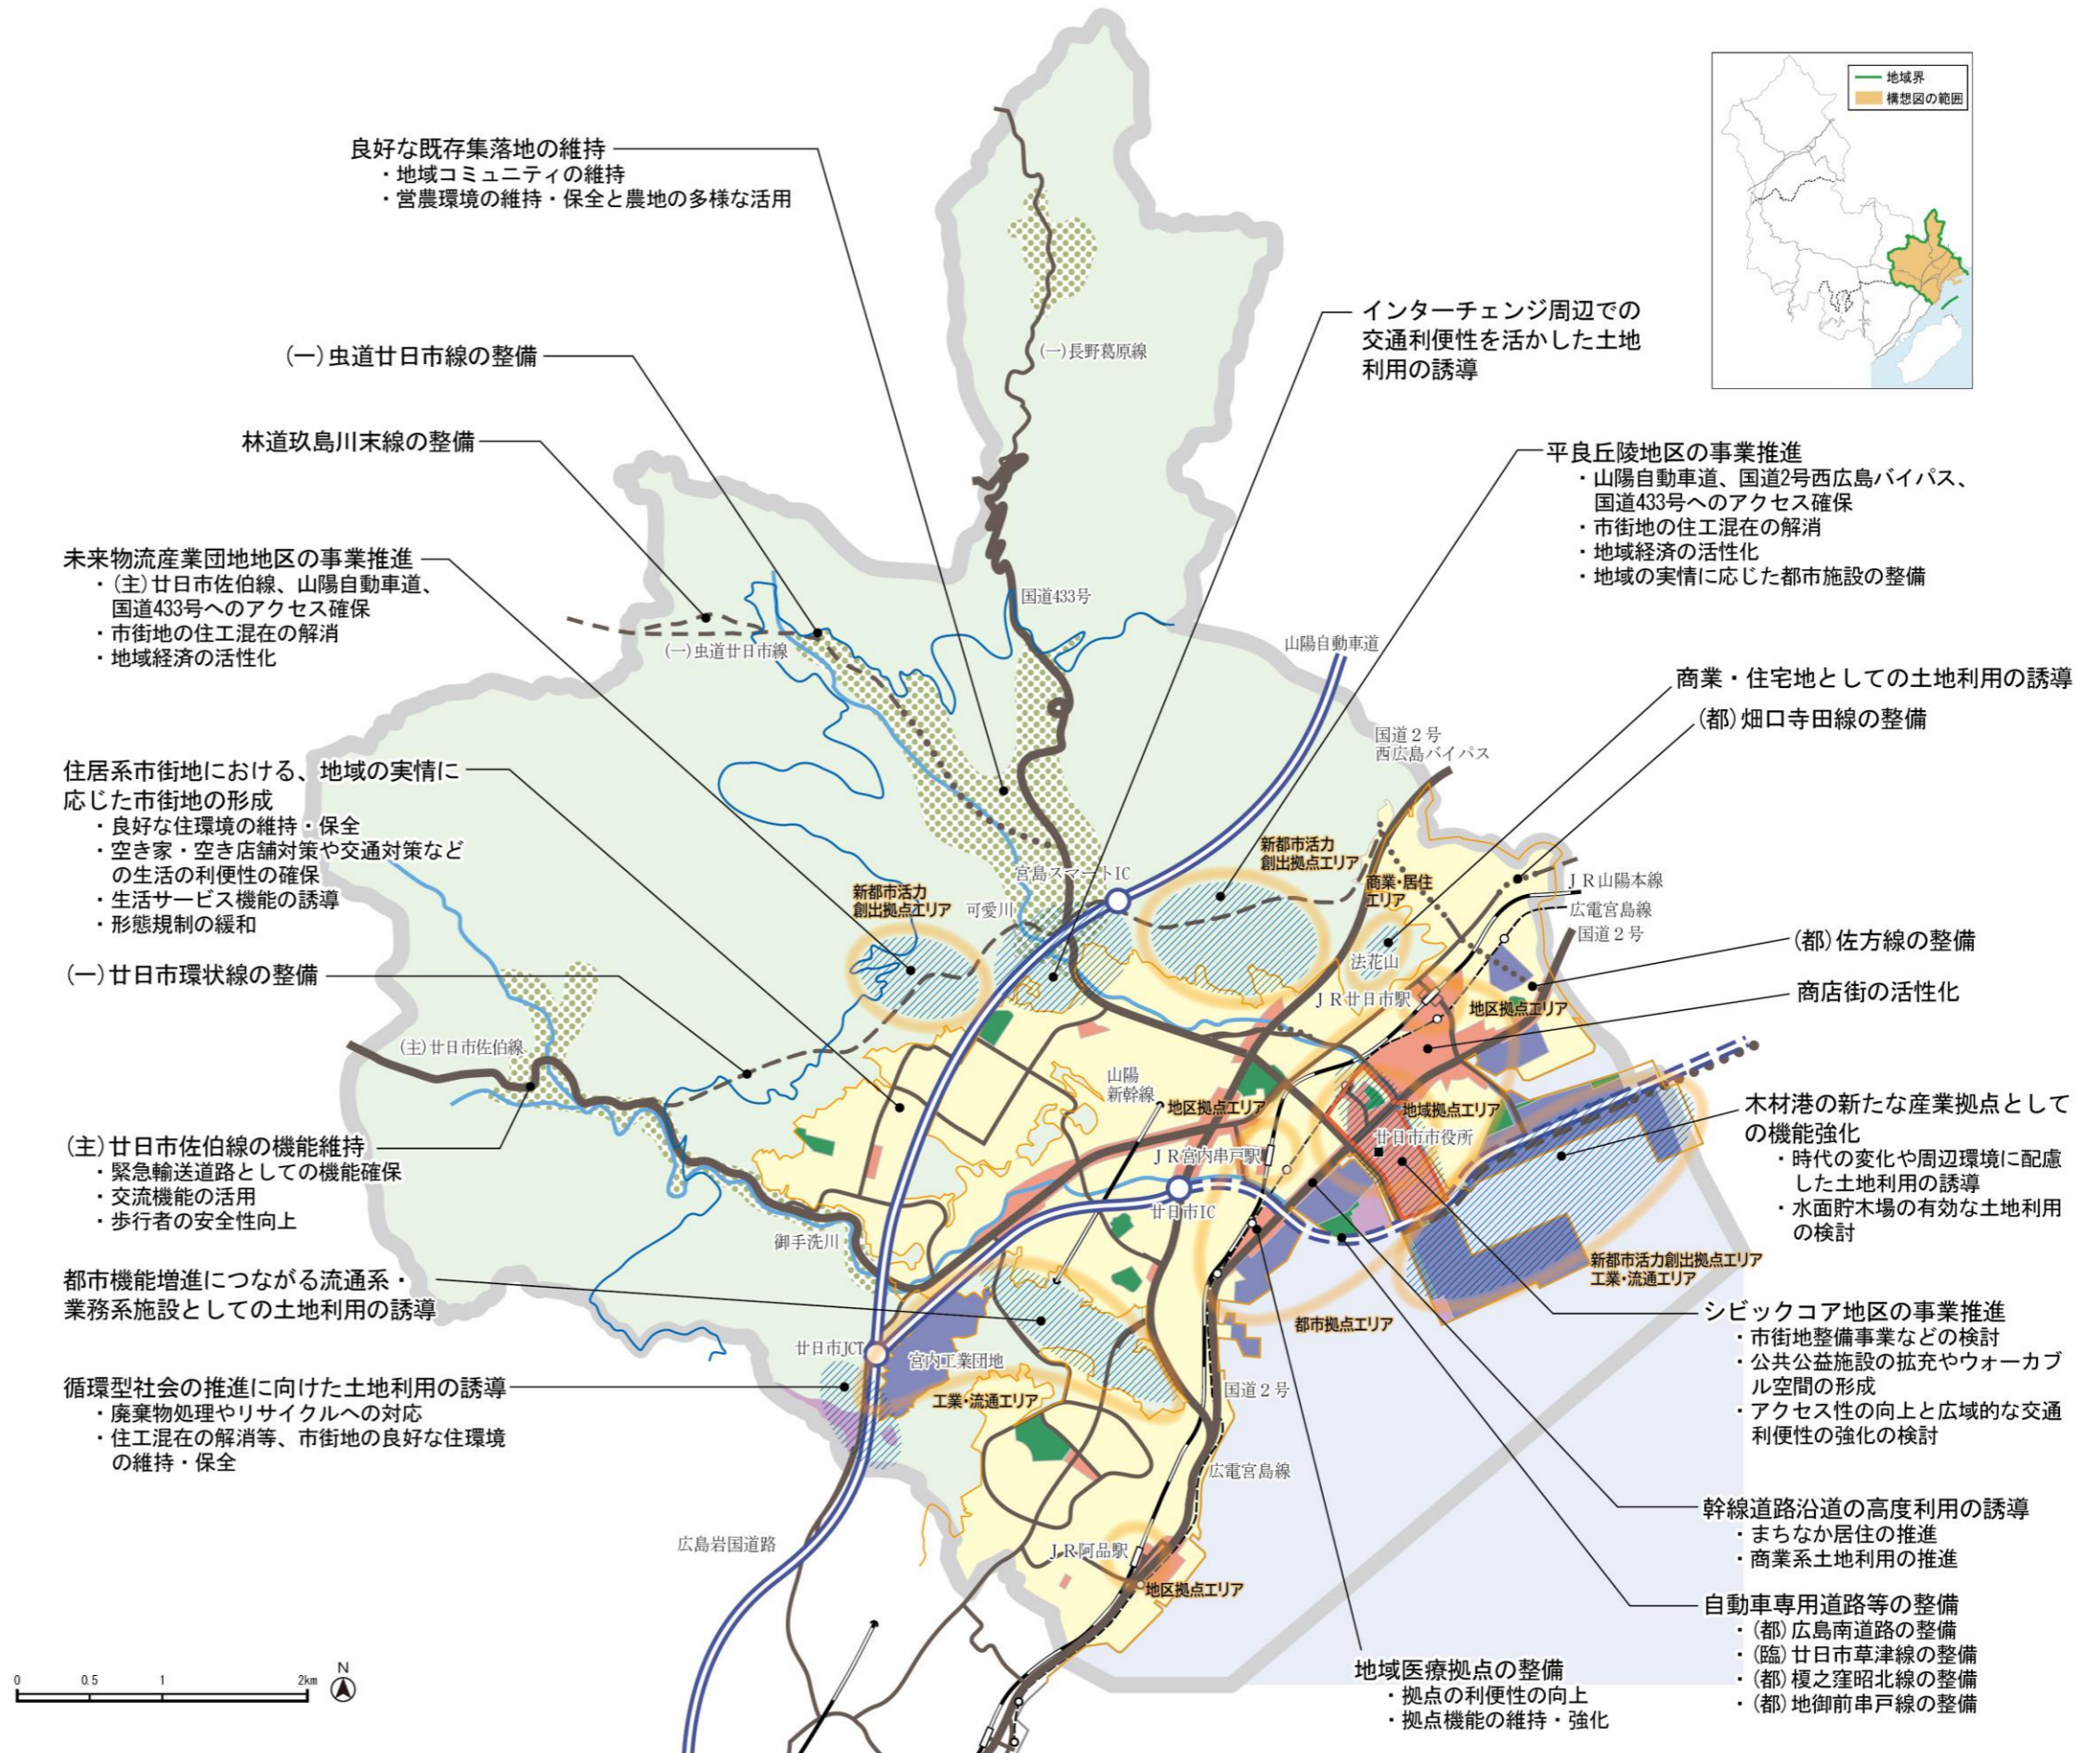 地域界
構想図の範囲
良好な既存集落地の維持
・地域コミュニティの維持
・営農環境の維持・保全と農地の多様な活用
インターチェンジ周辺での
交通利便性を活かした土地
利用の誘導
(一)長野葛原線
(一)虫道廿日市線の整備
林道玖島川末線の整備
平良丘陵地区の事業推進
・山陽自動車道、国道2号西広島バイパス、
国道433号へのアクセス確保
・市街地の住工混在の解消
・地域経済の活性化
・地域の実情に応じた都市施設の整備
未来物流産業団地地区の事業推進
・(主)廿日市佐伯線、山陽自動車道、
国道433号へのアクセス確保
・市街地の住工混在の解消
・地域経済の活性化
国道433号
(一)虫道廿日市線
山陽自動車道
商業・住宅地としての土地利用の誘導
(都)畑口寺田線の整備
国道2号
西広島バイパス
住居系市街地における、地域の実情に
応じた市街地の形成
・良好な住環境の維持・保全
・空き家・空き店舗対策や交通対策など
の生活の利便性の確保
・生活サービス機能の誘導
・形態規制の緩和
新都市活力
創出拠点エリア
宮島スマートIC
新都市活力
創出拠点エリア
可愛川
商業・居住
エリア
JR山陽本線
広電宮島線
国道2号
(都)佐方線の整備
法花山
(一)廿日市環状線の整備
JR廿日市駅
地区拠点エリア
商店街の活性化
(主)廿日市佐伯線
山陽
新幹線
地区拠点エリア
地域拠点エリア
廿日市市役所
木材港の新たな産業拠点として
の機能強化
・時代の変化や周辺環境に配慮
した土地利用の誘導
・水面貯木場の有効な土地利用
の検討
(主)廿日市佐伯線の機能維持
・緊急輸送道路としての機能確保
・交流機能の活用
・歩行者の安全性向上
JR宮内串戸駅
廿日市IC
御手洗川
新都市活力創出拠点エリア
工業・流通エリア
都市機能増進につながる流通系・
業務系施設としての土地利用の誘導
都市拠点エリア
シビックコア地区の事業推進
・市街地整備事業などの検討
・公共公益施設の拡充やウォーカブ
ル空間の形成
・アクセス性の向上と広域的な交通
利便性の強化の検討
廿日市JCT
宮内工業団地
工業・流通エリア
国道2号
循環型社会の推進に向けた土地利用の誘導
・廃棄物処理やリサイクルへの対応
・住工混在の解消等、市街地の良好な住環境
の維持・保全
広電宮島線
幹線道路沿道の高度利用の誘導
・まちなか居住の推進
・商業系土地利用の推進
広島岩国道路
JR阿品駅
地区拠点エリア
自動車専用道路等の整備
・(都)広島南道路の整備
・(臨)廿日市草津線の整備
・(都)榎之窪昭北線の整備
・(都)地御前串戸線の整備
地域医療拠点の整備
・拠点の利便性の向上
・拠点機能の維持・強化
0 0.5 1 2km
N